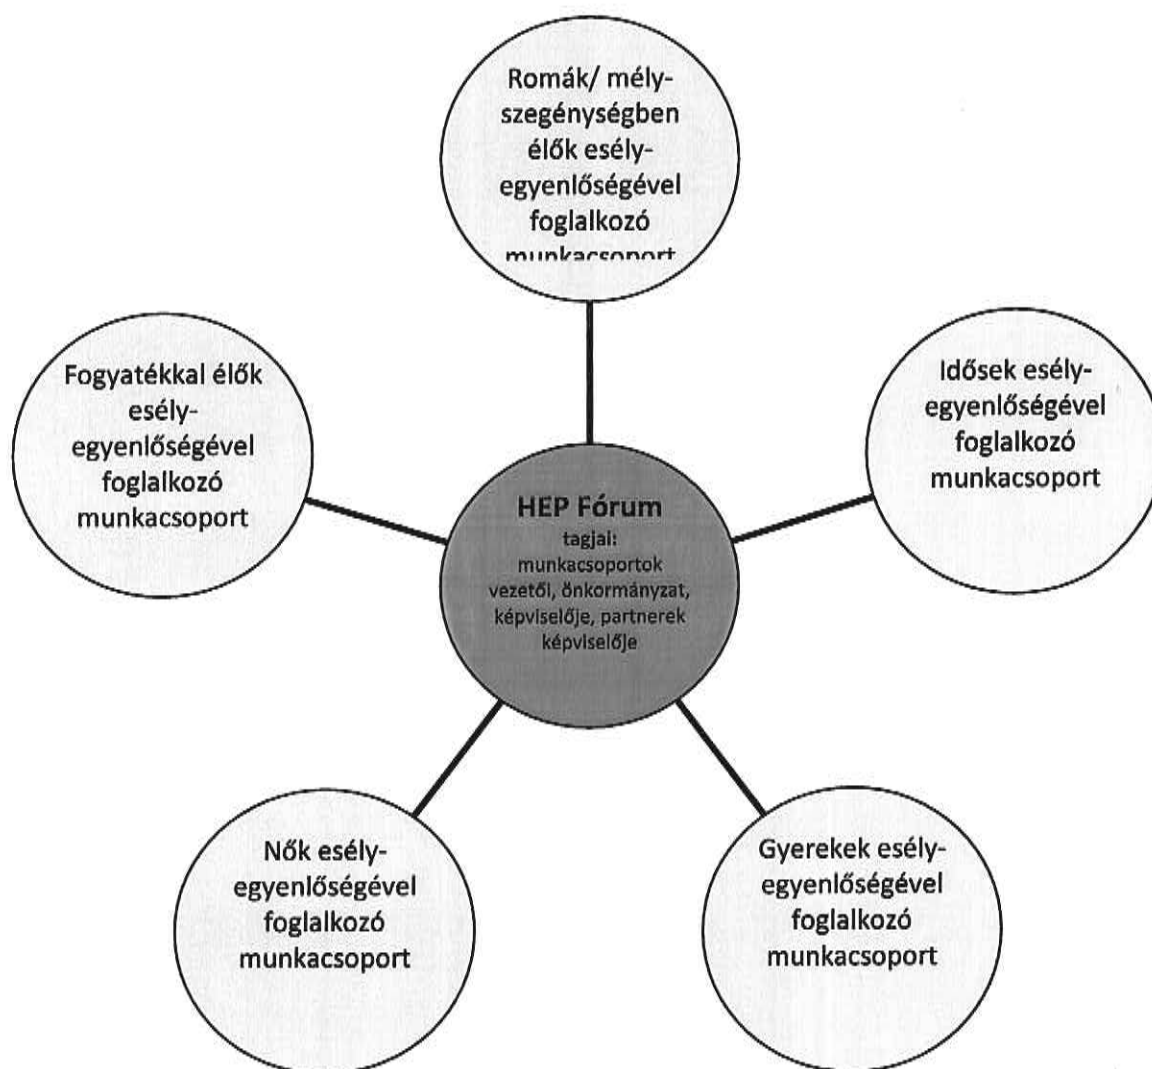 Romák/ mély-
szegénységben
élők esély-
egyenlőségével
foglalkozó
munkacsoport
Fogyatékkal élők
esély-
egyenlőségével
foglalkozó
munkacsoport
Idősek esély-
egyenlőségével
foglalkozó
munkacsoport
HEP Fórum
tagjai:
munkacsoportok
vezetői, önkormányzat,
képviselője, partnerek
képviselője
Nők esély-
egyenlőségével
foglalkozó
munkacsoport
Gyerekek esély-
egyenlőségével
foglalkozó
munkacsoport